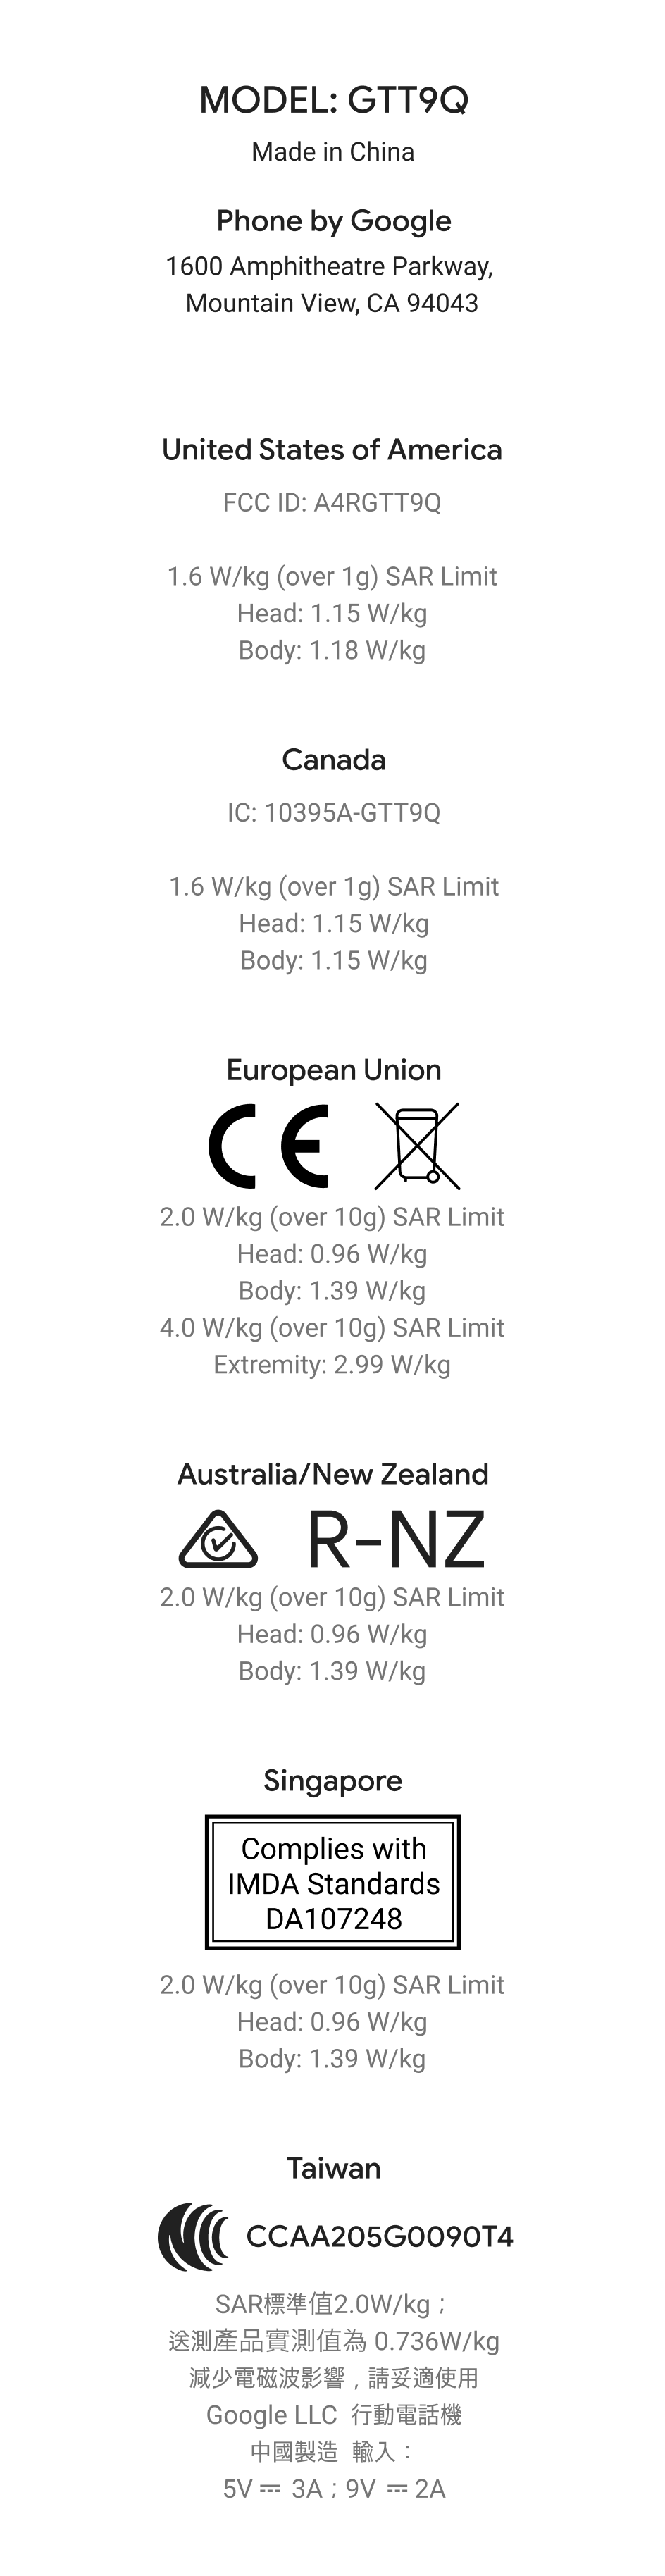 MODEL: GTT9Q
Made in China
Phone by Google
1600 Amphitheatre Parkway,
Mountain View, CA 94043
United States of America
FCC ID: A4RGTT9Q
1.6 W/kg (over 1g) SAR Limit
Head: 1.15 W/kg
Body: 1.18 W/kg
Canada
IC: 10395A-GTT9Q
1.6 W/kg (over 1g) SAR Limit
Head: 1.15 W/kg
Body: 1.15 W/kg
European Union
CE
2.0 W/kg (over 10g) SAR Limit
Head: 0.96 W/kg
Body: 1.39 W/kg
4.0 W/kg (over 10g) SAR Limit
Extremity: 2.99 W/kg
Australia/New Zealand
R-NZ
2.0 W/kg (over 10g) SAR Limit
Head: 0.96 W/kg
Body: 1.39 W/kg
Singapore
Complies with
IMDA Standards
DA107248
2.0 W/kg (over 10g) SAR Limit
Head: 0.96 W/kg
Body: 1.39 W/kg
Taiwan
CCAA205G0090T4
SAR標準值2.0W/kg；
送測產品實測值為 0.736W/kg
減少電磁波影響，請妥適使用
Google LLC 行動電話機
中國製造 輸入：
5V ⎓ 3A；9V ⎓ 2A